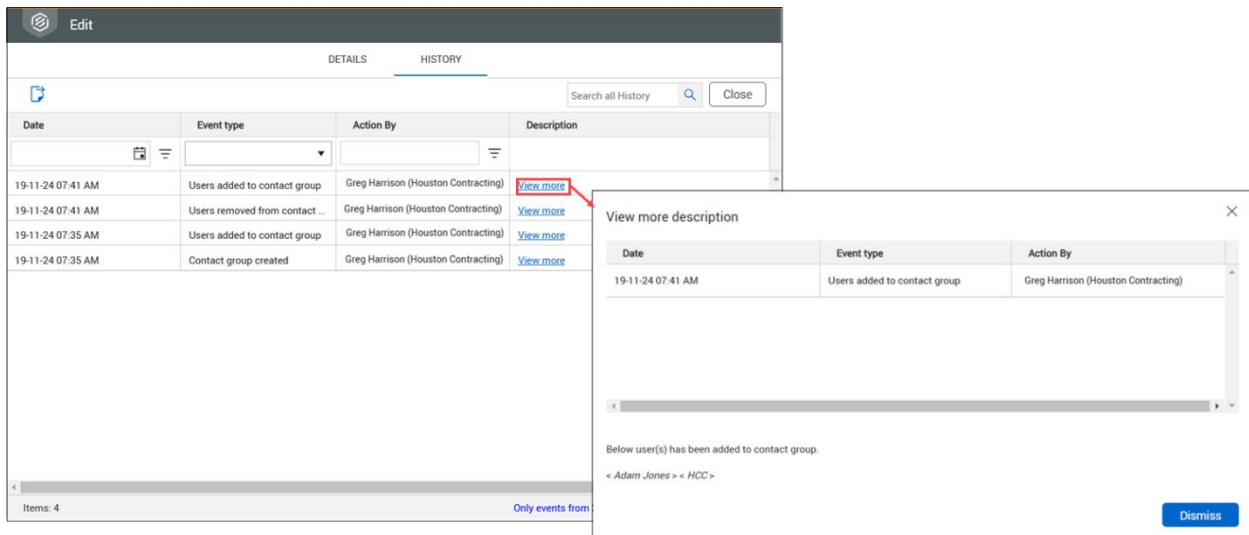 Edit
DETAILS HISTORY
Search all History Close
Date Event type Action By Description
19-11-24 07:41 AM Users added to contact group Greg Harrison (Houston Contracting) View more
19-11-24 07:41 AM Users removed from contact ... Greg Harrison (Houston Contracting) View more
19-11-24 07:35 AM Users added to contact group Greg Harrison (Houston Contracting) View more
19-11-24 07:35 AM Contact group created Greg Harrison (Houston Contracting) View more
Items: 4 Only events from
View more description
Date Event type Action By
19-11-24 07:41 AM Users added to contact group Greg Harrison (Houston Contracting)
Below user(s) has been added to contact group.
< Adam Jones > < HCC >
Dismiss